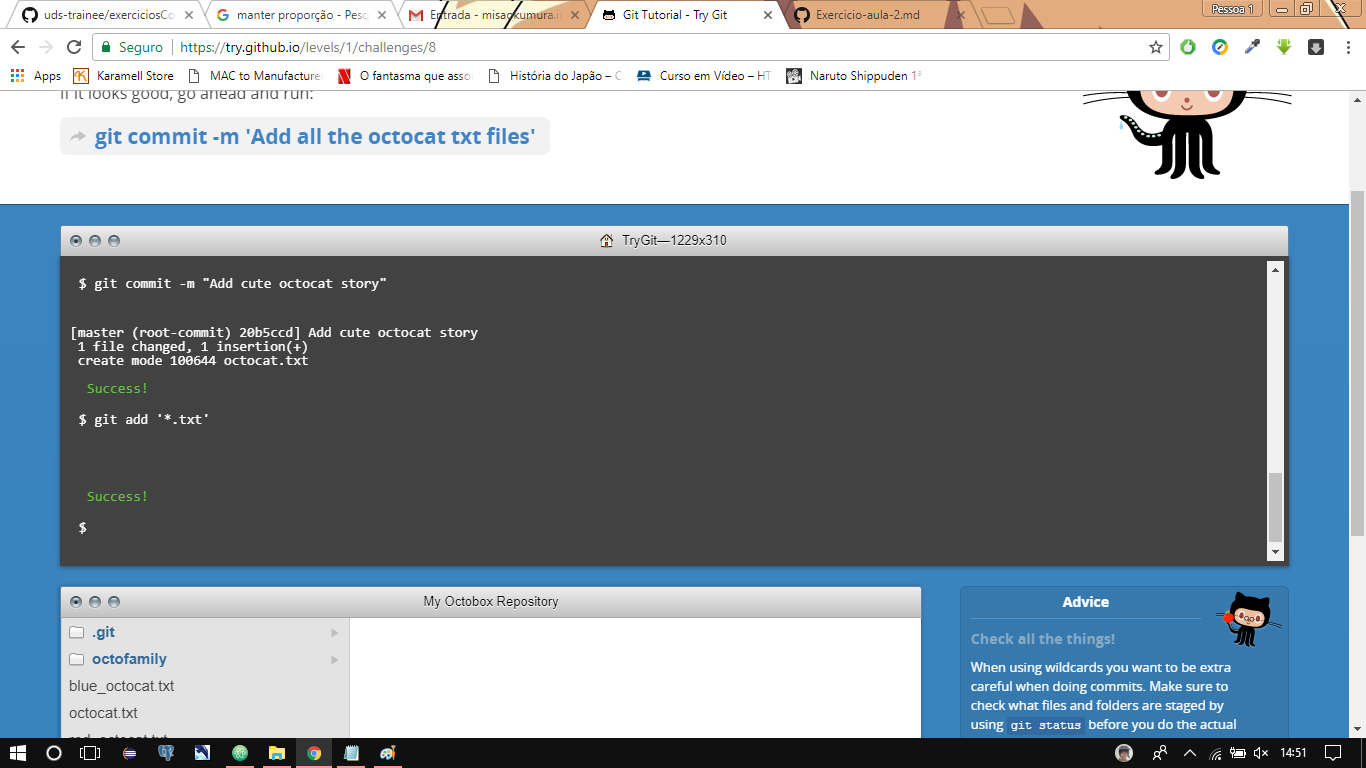 uds-trainee/exerciciosCo
manter proporção - Pesq
Entrada - misaokumura.i
Git Tutorial - Try Git
Exercicio-aula-2.md
Pessoa 1
Seguro
https://try.github.io/levels/1/challenges/8
Apps
Karamell Store
MAC to Manufacture
O fantasma que asso
História do Japão – C
Curso em Vídeo – HT
Naruto Shippuden 1ª
If it looks good, go ahead and run:
git commit -m 'Add all the octocat txt files'
TryGit—1229x310
$ git commit -m "Add cute octocat story"
[master (root-commit) 20b5ccd] Add cute octocat story
1 file changed, 1 insertion(+)
create mode 100644 octocat.txt
Success!
$ git add '*.txt'
Success!
$
My Octobox Repository
.git
octofamily
blue_octocat.txt
octocat.txt
red_octocat.txt
Advice
Check all the things!
When using wildcards you want to be extra
careful when doing commits. Make sure to
check what files and folders are staged by
using git status before you do the actual
14:51